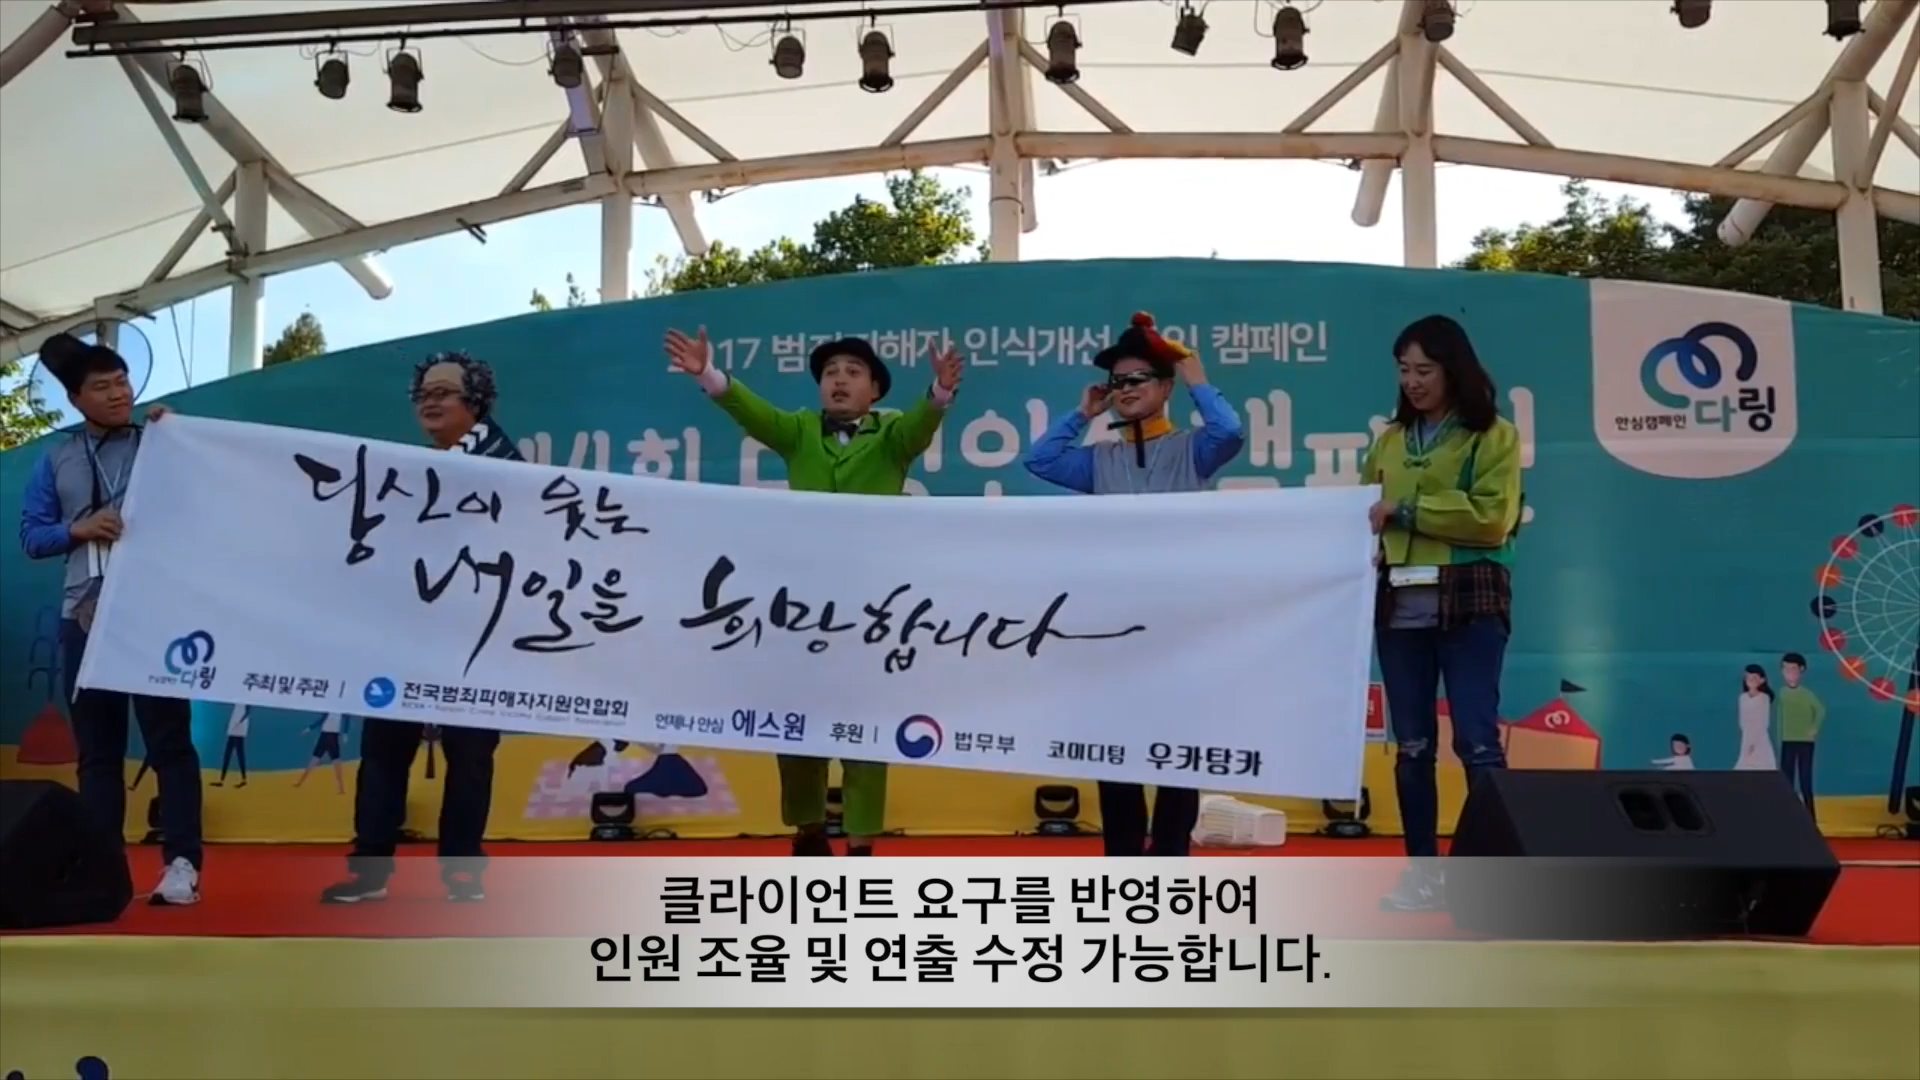 2017 범죄피해자 인식개선 캠페인
안심캠페인 다링
당신이 웃는
내일을 희망합니다
다링
주최 및 주관 | 전국범죄피해자지원연합회 언제나 안심 에스원 후원 | 법무부 코미디팀 우카탕카
클라이언트 요구를 반영하여
인원 조율 및 연출 수정 가능합니다.